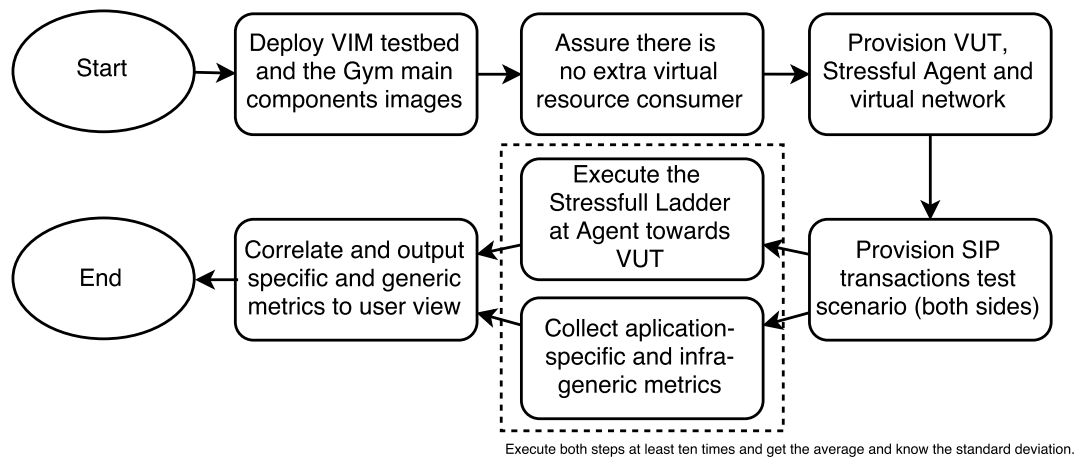 Start
Deploy VIM testbed
and the Gym main
components images
Assure there is
no extra virtual
resource consumer
Provision VUT,
Stressful Agent and
virtual network
Provision SIP
transactions test
scenario (both sides)
Execute the
Stressfull Ladder
at Agent towards
VUT
Collect aplication-
specific and infra-
generic metrics
Correlate and output
specific and generic
metrics to user view
End
Execute both steps at least ten times and get the average and know the standard deviation.